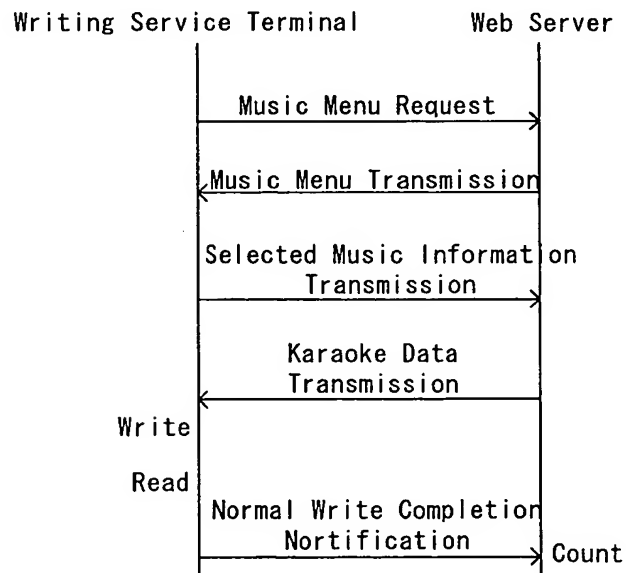 Writing Service Terminal Web Server
Music Menu Request
Music Menu Transmission
Selected Music Information
Transmission
Karaoke Data
Transmission
Write
Read
Normal Write Completion
Nortification
Count